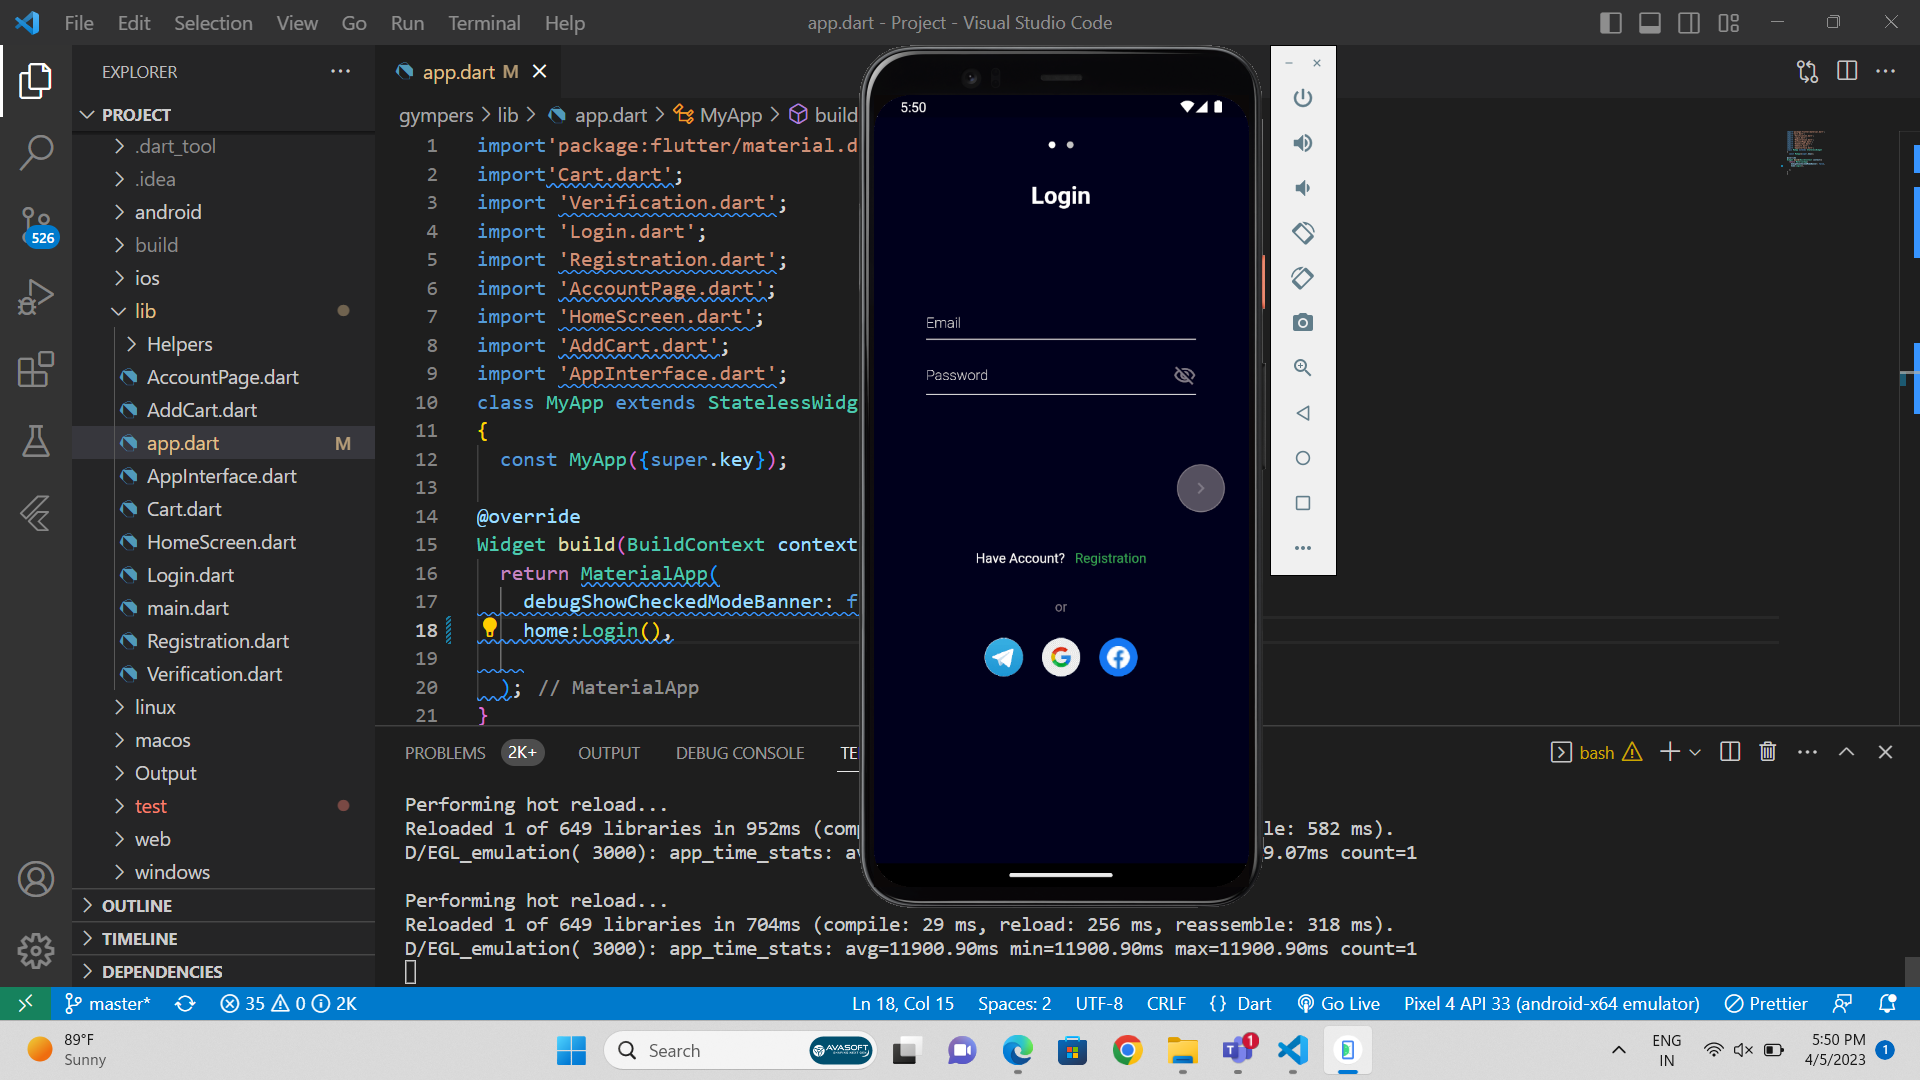 File Edit Selection View Go Run Terminal Help
app.dart - Project - Visual Studio Code
EXPLORER
PROJECT
.dart_tool
.idea
android
build
ios
lib
Helpers
AccountPage.dart
AddCart.dart
app.dart M
AppInterface.dart
Cart.dart
HomeScreen.dart
Login.dart
main.dart
Registration.dart
Verification.dart
linux
macos
Output
test
web
windows
OUTLINE
TIMELINE
DEPENDENCIES
526
app.dart M
gympers > lib > app.dart > MyApp > build
1 import'package:flutter/material.d
2 import'Cart.dart';
3 import 'Verification.dart';
4 import 'Login.dart';
5 import 'Registration.dart';
6 import 'AccountPage.dart';
7 import 'HomeScreen.dart';
8 import 'AddCart.dart';
9 import 'AppInterface.dart';
10 class MyApp extends StatelessWidg
11 {
12 const MyApp({super.key});
13
14 @override
15 Widget build(BuildContext context
16 return MaterialApp(
17 debugShowCheckedModeBanner: f
18 home:Login(),
19
20 ); // MaterialApp
21 }
5:50
Login
Email
Password
Have Account? Registration
or
PROBLEMS 2K+ OUTPUT DEBUG CONSOLE TE
bash
Performing hot reload...
Reloaded 1 of 649 libraries in 952ms (com le: 582 ms).
D/EGL_emulation( 3000): app_time_stats: av 9.07ms count=1
Performing hot reload...
Reloaded 1 of 649 libraries in 704ms (compile: 29 ms, reload: 256 ms, reassemble: 318 ms).
D/EGL_emulation( 3000): app_time_stats: avg=11900.90ms min=11900.90ms max=11900.90ms count=1
master* 35 0 2K Ln 18, Col 15 Spaces: 2 UTF-8 CRLF {} Dart Go Live Pixel 4 API 33 (android-x64 emulator) Prettier
89°F
Sunny
Search
AVASOFT
1
ENG
IN
5:50 PM
4/5/2023
1